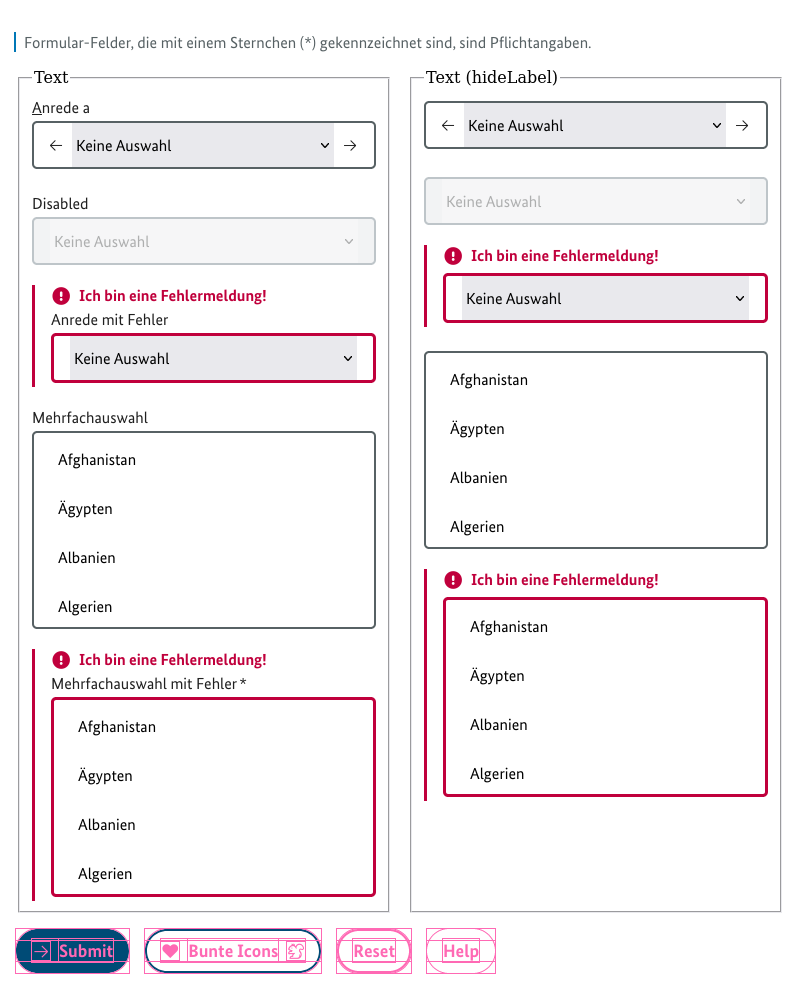 Formular-Felder, die mit einem Sternchen (*) gekennzeichnet sind, sind Pflichtangaben.
Text
Anrede a
Keine Auswahl
Disabled
Keine Auswahl
Ich bin eine Fehlermeldung!
Anrede mit Fehler
Keine Auswahl
Mehrfachauswahl
Afghanistan
Ägypten
Albanien
Algerien
Ich bin eine Fehlermeldung!
Mehrfachauswahl mit Fehler *
Afghanistan
Ägypten
Albanien
Algerien
Text (hideLabel)
Keine Auswahl
Keine Auswahl
Ich bin eine Fehlermeldung!
Keine Auswahl
Afghanistan
Ägypten
Albanien
Algerien
Ich bin eine Fehlermeldung!
Afghanistan
Ägypten
Albanien
Algerien
Submit
Bunte Icons
Reset
Help